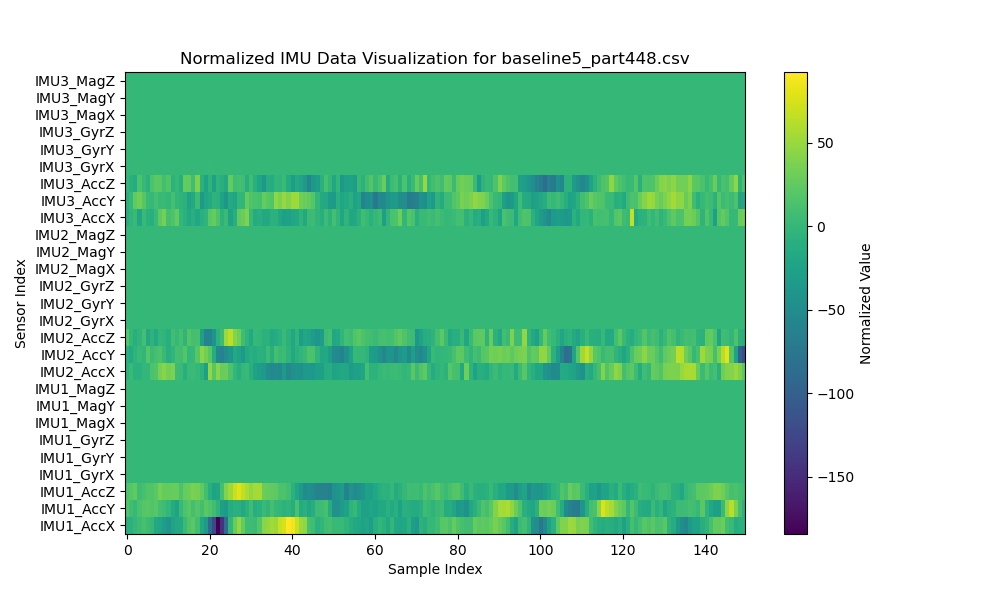 Normalized IMU Data Visualization for baseline5_part448.csv
IMU3_MagZ
IMU3_MagY
IMU3_MagX
IMU3_GyrZ
IMU3_GyrY
IMU3_GyrX
IMU3_AccZ
IMU3_AccY
IMU3_AccX
IMU2_MagZ
IMU2_MagY
IMU2_MagX
IMU2_GyrZ
IMU2_GyrY
IMU2_GyrX
IMU2_AccZ
IMU2_AccY
IMU2_AccX
IMU1_MagZ
IMU1_MagY
IMU1_MagX
IMU1_GyrZ
IMU1_GyrY
IMU1_GyrX
IMU1_AccZ
IMU1_AccY
IMU1_AccX
Sensor Index
0 20 40 60 80 100 120 140
Sample Index
50
0
−50
−100
−150
Normalized Value